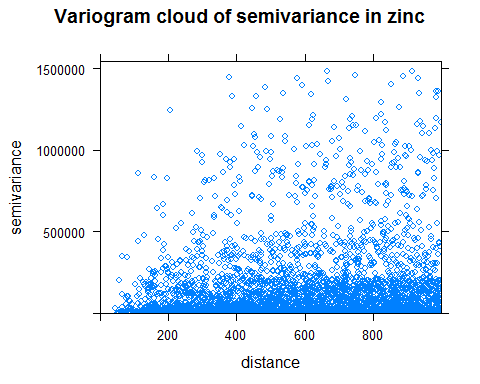 Variogram cloud of semivariance in zinc
1500000
1000000
500000
semivariance
200 400 600 800
distance